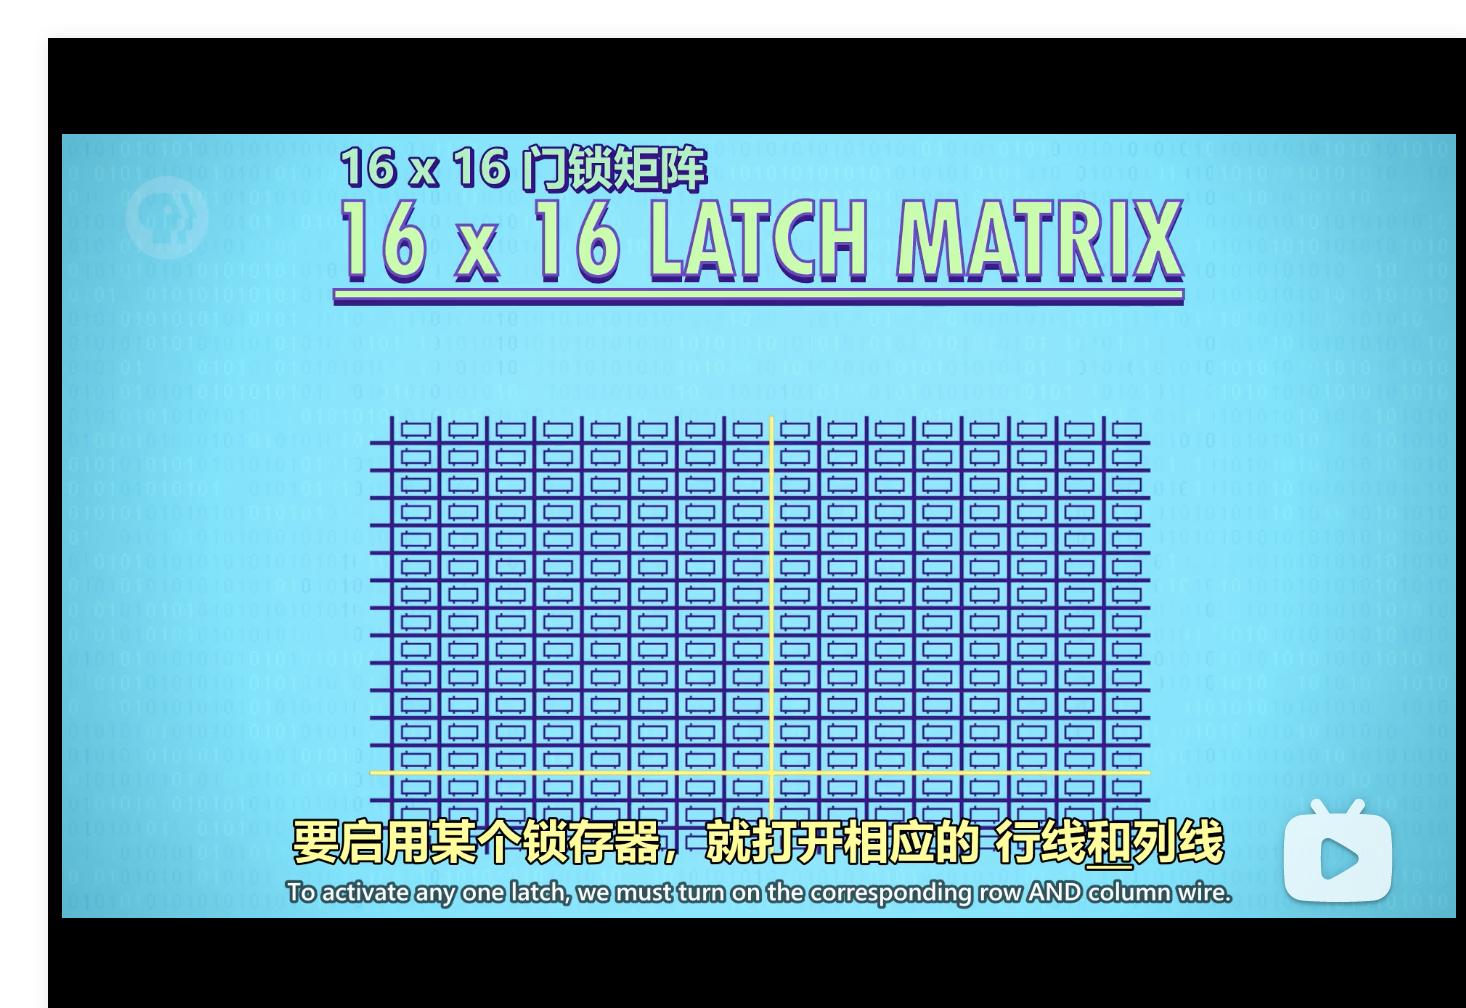 16 x 16 门锁矩阵
16 x 16 LATCH MATRIX
要启用某个锁存器，就打开相应的 行线和列线
To activate any one latch, we must turn on the corresponding row AND column wire.